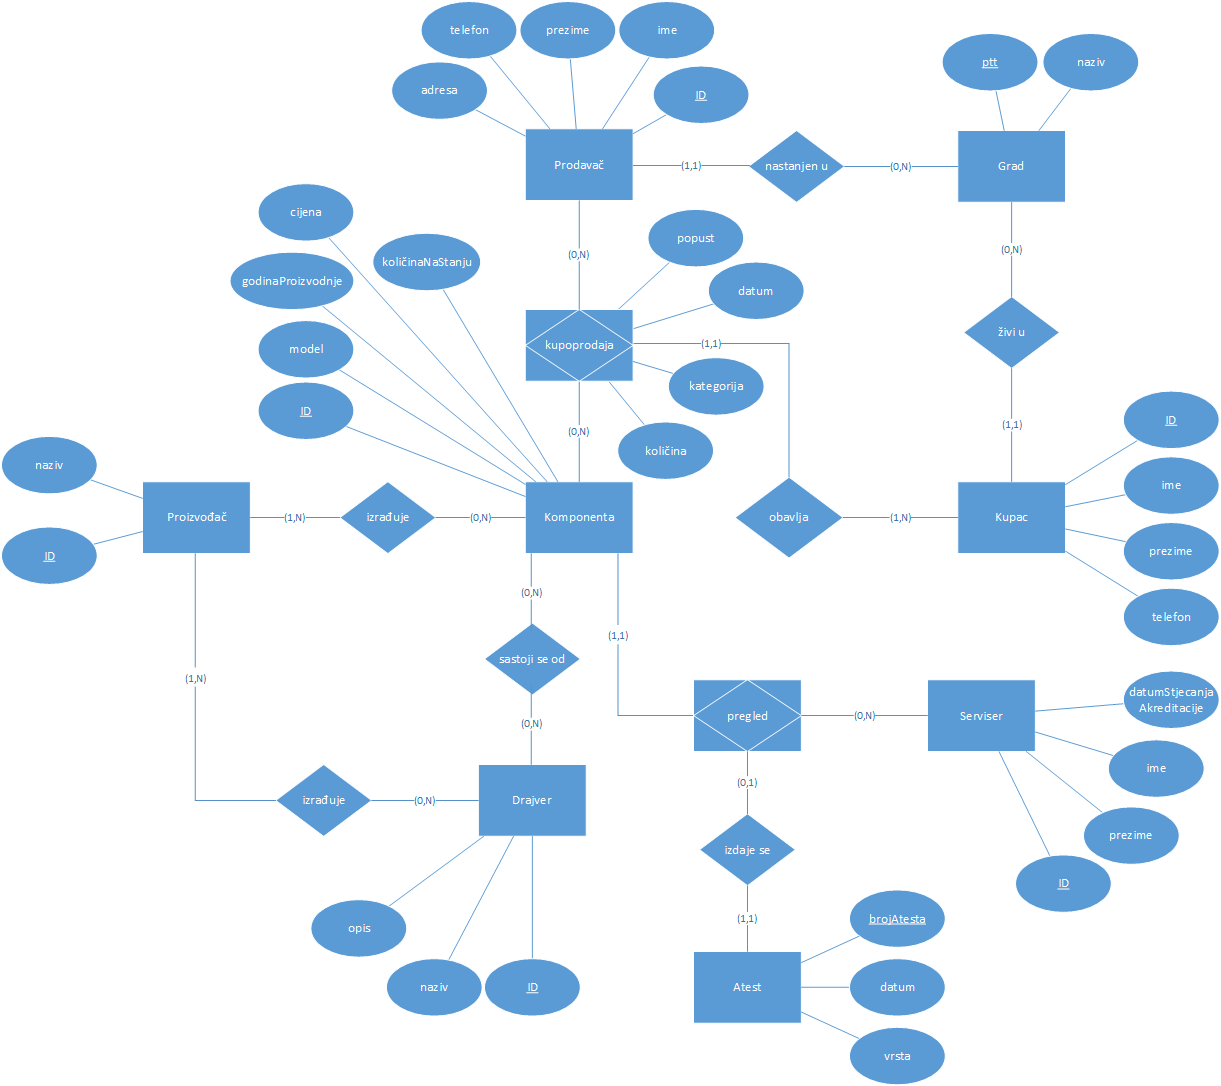 telefon
prezime
ime
ptt
naziv
adresa
ID
Prodavač
(1,1)
nastanjen u
(0,N)
Grad
cijena
popust
količinaNaStanju
(0,N)
(0,N)
godinaProizvodnje
datum
živi u
model
kupoprodaja
(1,1)
kategorija
ID
(0,N)
(1,1)
ID
količina
naziv
ime
Proizvođač
(1,N)
izrađuje
(0,N)
Komponenta
obavlja
(1,N)
Kupac
ID
prezime
(0,N)
telefon
(1,1)
sastoji se od
(1,N)
datumStjecanja
Akreditacije
pregled
(0,N)
Serviser
(0,N)
ime
(0,1)
izrađuje
(0,N)
Drajver
prezime
izdaje se
ID
(1,1)
brojAtesta
opis
naziv
ID
Atest
datum
vrsta